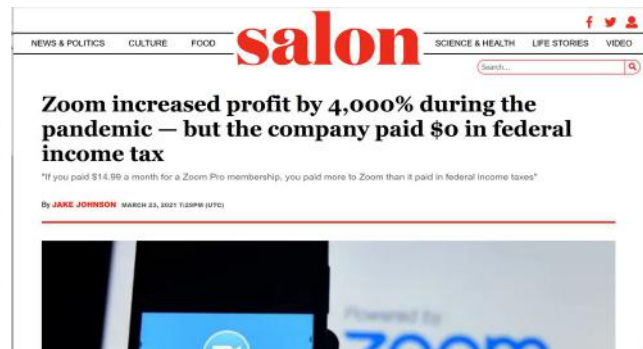 NEWS & POLITICS CULTURE FOOD salon SCIENCE & HEALTH LIFE STORIES VIDEO
Search...
Zoom increased profit by 4,000% during the
pandemic — but the company paid $0 in federal
income tax
"If you paid $14.99 a month for a Zoom Pro membership, you paid more to Zoom than it paid in federal income taxes"
By JAKE JOHNSON MARCH 23, 2021 7:29PM (UTC)
Powered by
zoom